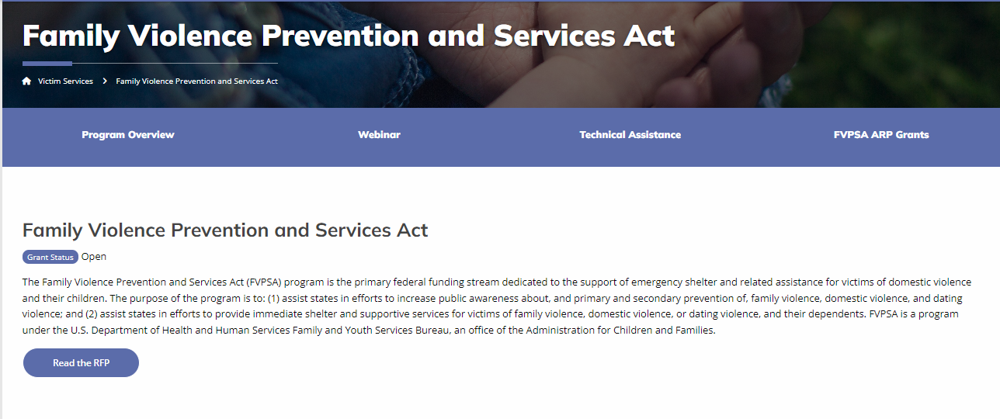 Family Violence Prevention and Services Act
Victim Services > Family Violence Prevention and Services Act
Program Overview Webinar Technical Assistance FVPSA ARP Grants
Family Violence Prevention and Services Act
Grant Status Open
The Family Violence Prevention and Services Act (FVPSA) program is the primary federal funding stream dedicated to the support of emergency shelter and related assistance for victims of domestic violence
and their children. The purpose of the program is to: (1) assist states in efforts to increase public awareness about, and primary and secondary prevention of, family violence, domestic violence, and dating
violence; and (2) assist states in efforts to provide immediate shelter and supportive services for victims of family violence, domestic violence, or dating violence, and their dependents. FVPSA is a program
under the U.S. Department of Health and Human Services Family and Youth Services Bureau, an office of the Administration for Children and Families.
Read the RFP